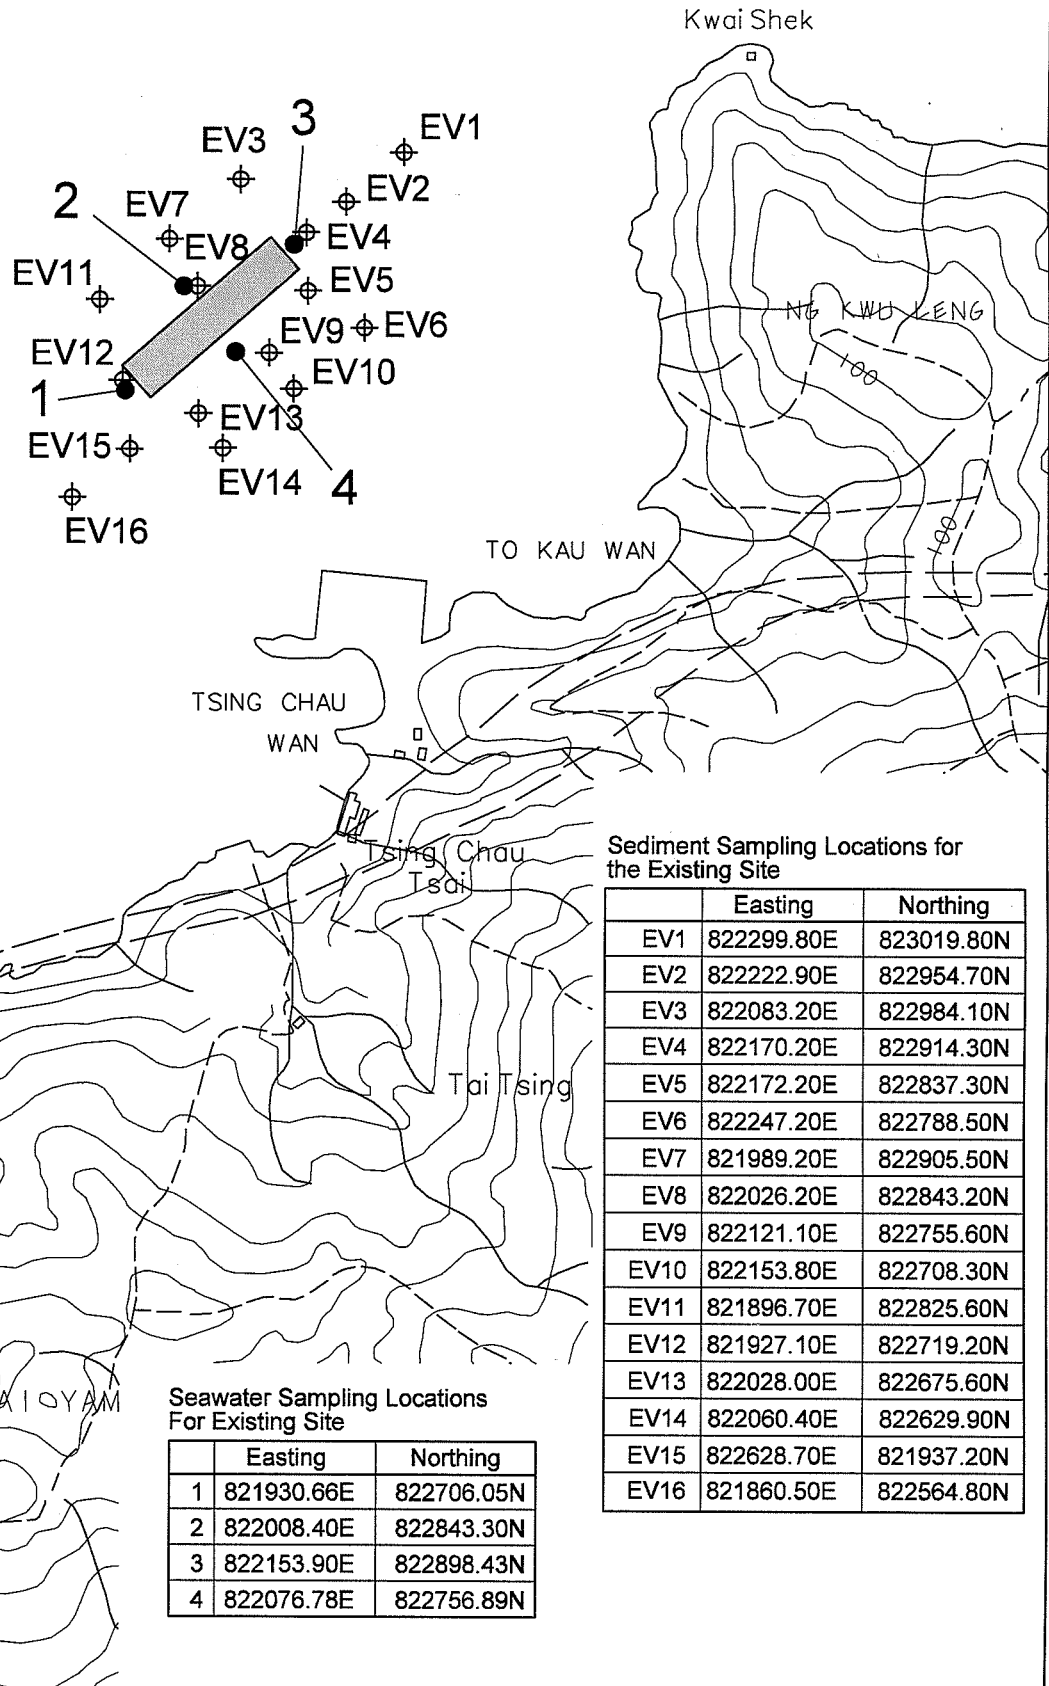 Kwai Shek
3
EV1
EV3
2
EV7
EV2
EV8
EV4
EV11
EV5
NG KWU LENG
EV9
EV6
EV12
EV10
100
1
EV13
EV15
EV14
4
EV16
100
TO KAU WAN
TSING CHAU
WAN
Tsing Chau
Tsai
Tai Tsing
AIOYAM
Sediment Sampling Locations for
the Existing Site
Easting Northing
EV1 822299.80E 823019.80N
EV2 822222.90E 822954.70N
EV3 822083.20E 822984.10N
EV4 822170.20E 822914.30N
EV5 822172.20E 822837.30N
EV6 822247.20E 822788.50N
EV7 821989.20E 822905.50N
EV8 822026.20E 822843.20N
EV9 822121.10E 822755.60N
EV10 822153.80E 822708.30N
EV11 821896.70E 822825.60N
EV12 821927.10E 822719.20N
EV13 822028.00E 822675.60N
EV14 822060.40E 822629.90N
EV15 822628.70E 821937.20N
EV16 821860.50E 822564.80N
Seawater Sampling Locations
For Existing Site
Easting Northing
1 821930.66E 822706.05N
2 822008.40E 822843.30N
3 822153.90E 822898.43N
4 822076.78E 822756.89N